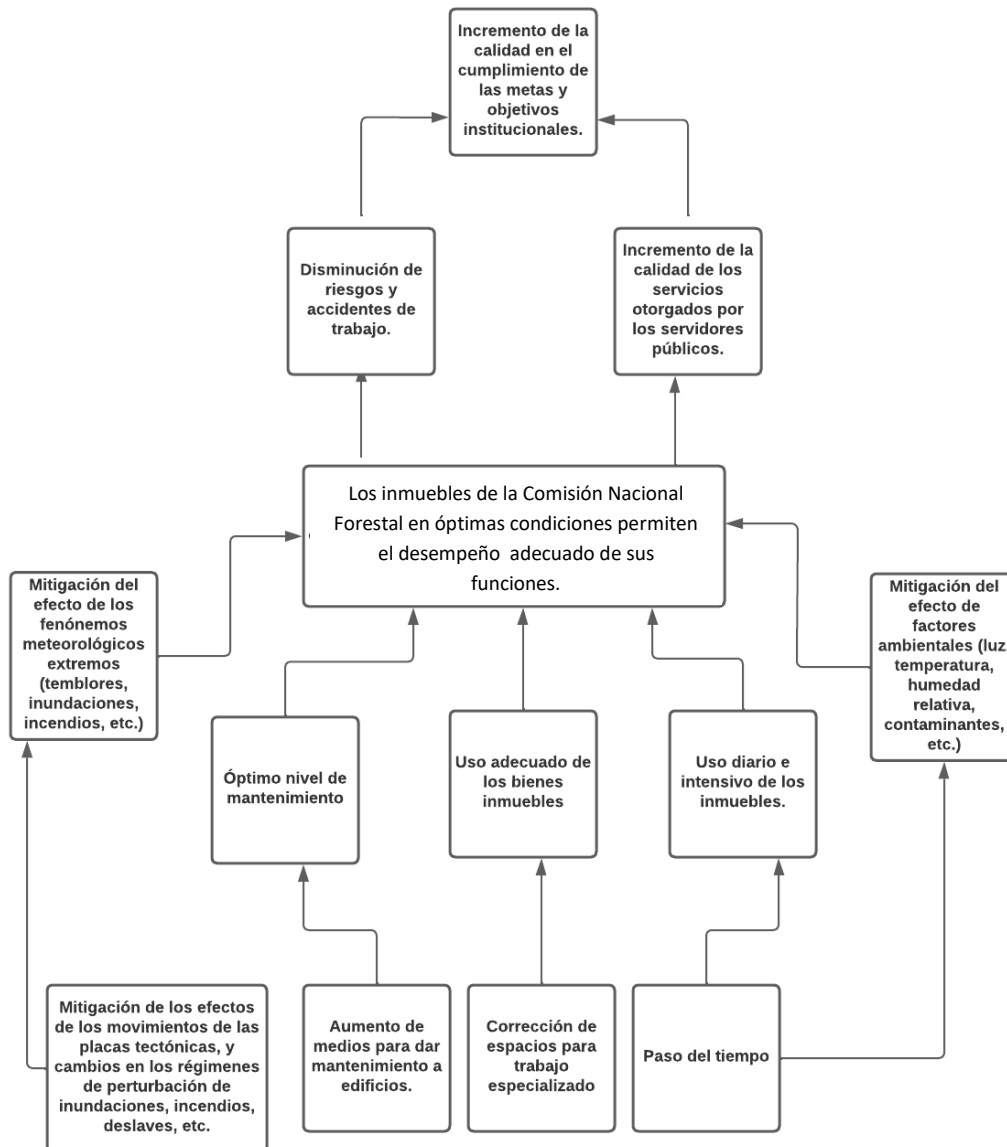 Incremento de la
calidad en el
cumplimiento de
las metas y
objetivos
institucionales.
Disminución de
riesgos y
accidentes de
trabajo.
Incremento de la
calidad de los
servicios
otorgados por
los servidores
públicos.
Los inmuebles de la Comisión Nacional
Forestal en óptimas condiciones permiten
el desempeño adecuado de sus
funciones.
Mitigación del
efecto de los
fenónemos
meteorológicos
extremos
(temblores,
inundaciones,
incendios, etc.)
Mitigación del
efecto de
factores
ambientales (luz
temperatura,
humedad
relativa,
contaminantes,
etc.)
Óptimo nivel de
mantenimiento
Uso adecuado de
los bienes
inmuebles
Uso diario e
intensivo de los
inmuebles.
Mitigación de los efectos
de los movimientos de las
placas tectónicas, y
cambios en los régimenes
de perturbación de
inundaciones, incendios,
deslaves, etc.
Aumento de
medios para dar
mantenimiento a
edificios.
Corrección de
espacios para
trabajo
especializado
Paso del tiempo